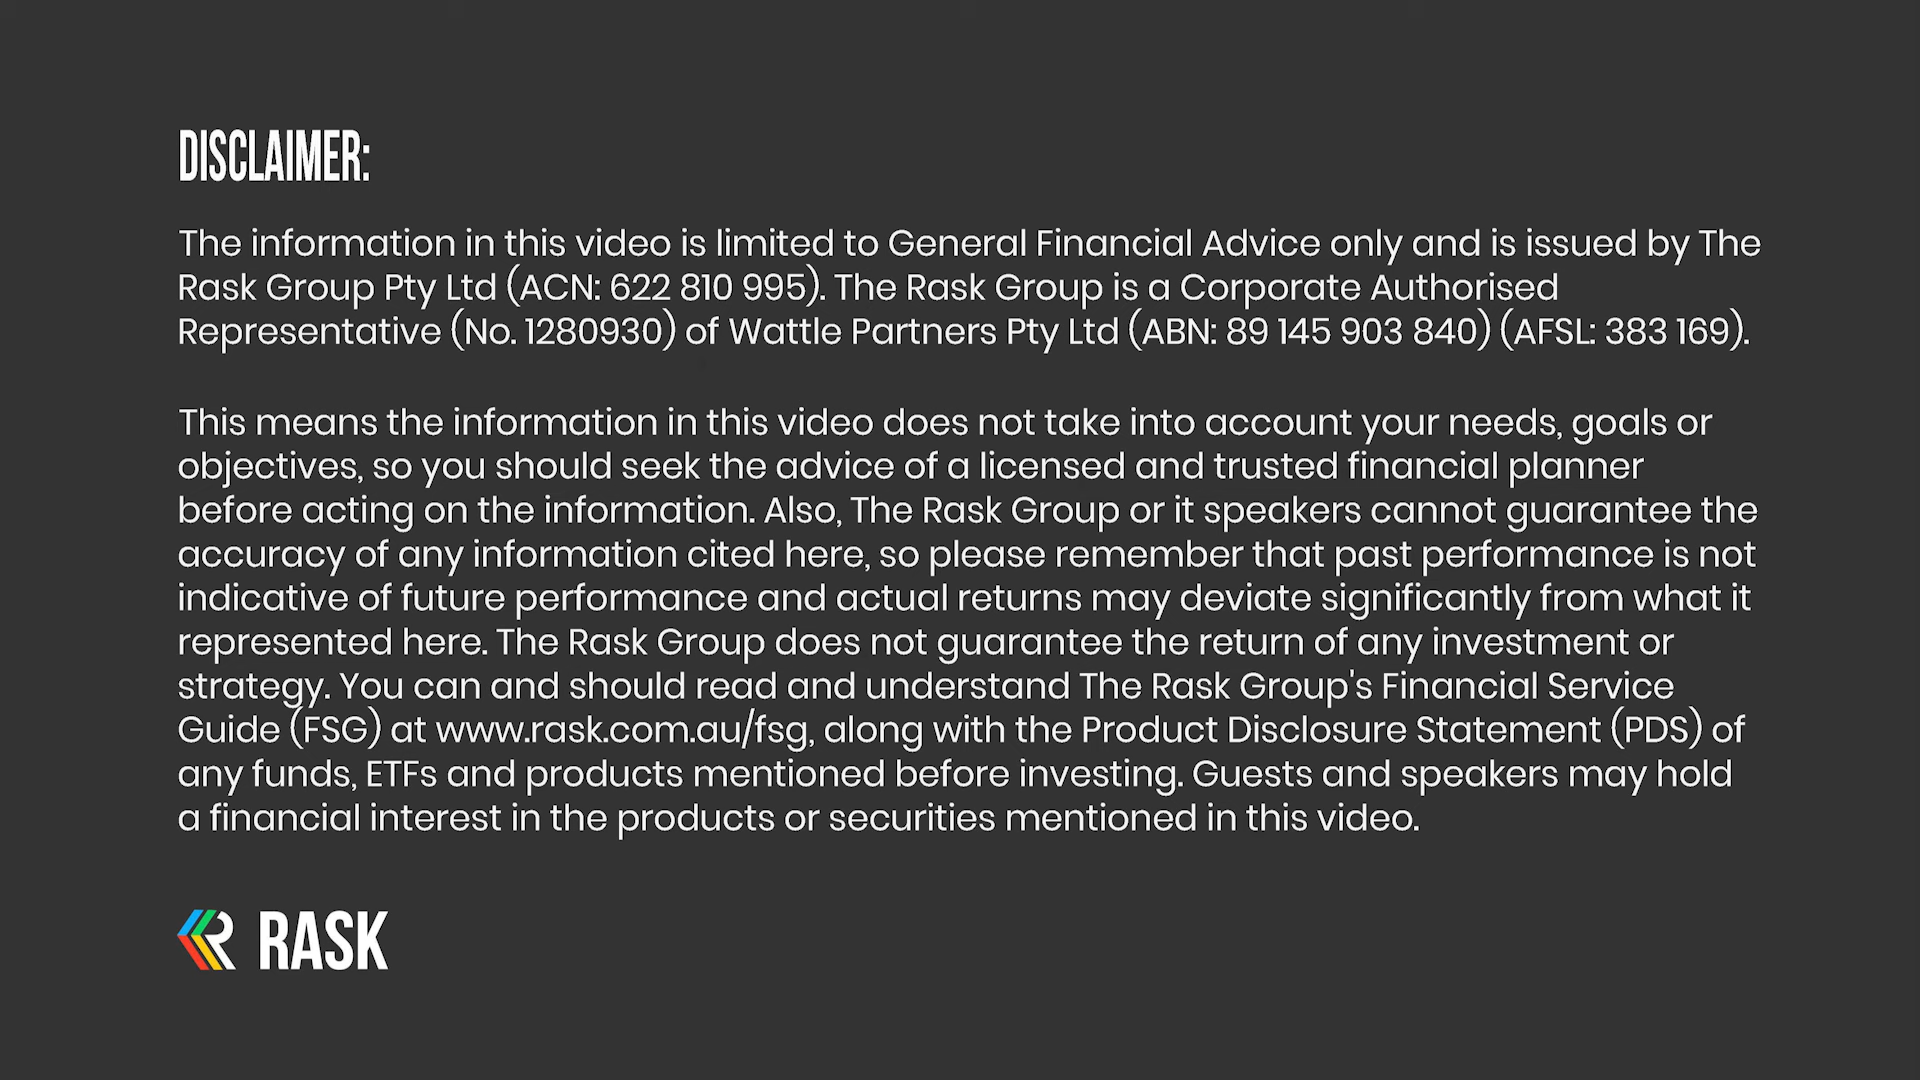 DISCLAIMER:
The information in this video is limited to General Financial Advice only and is issued by The
Rask Group Pty Ltd (ACN: 622 810 995). The Rask Group is a Corporate Authorised
Representative (No. 1280930) of Wattle Partners Pty Ltd (ABN: 89 145 903 840) (AFSL: 383 169).
This means the information in this video does not take into account your needs, goals or
objectives, so you should seek the advice of a licensed and trusted financial planner
before acting on the information. Also, The Rask Group or it speakers cannot guarantee the
accuracy of any information cited here, so please remember that past performance is not
indicative of future performance and actual returns may deviate significantly from what it
represented here. The Rask Group does not guarantee the return of any investment or
strategy. You can and should read and understand The Rask Group's Financial Service
Guide (FSG) at www.rask.com.au/fsg, along with the Product Disclosure Statement (PDS) of
any funds, ETFs and products mentioned before investing. Guests and speakers may hold
a financial interest in the products or securities mentioned in this video.
RASK